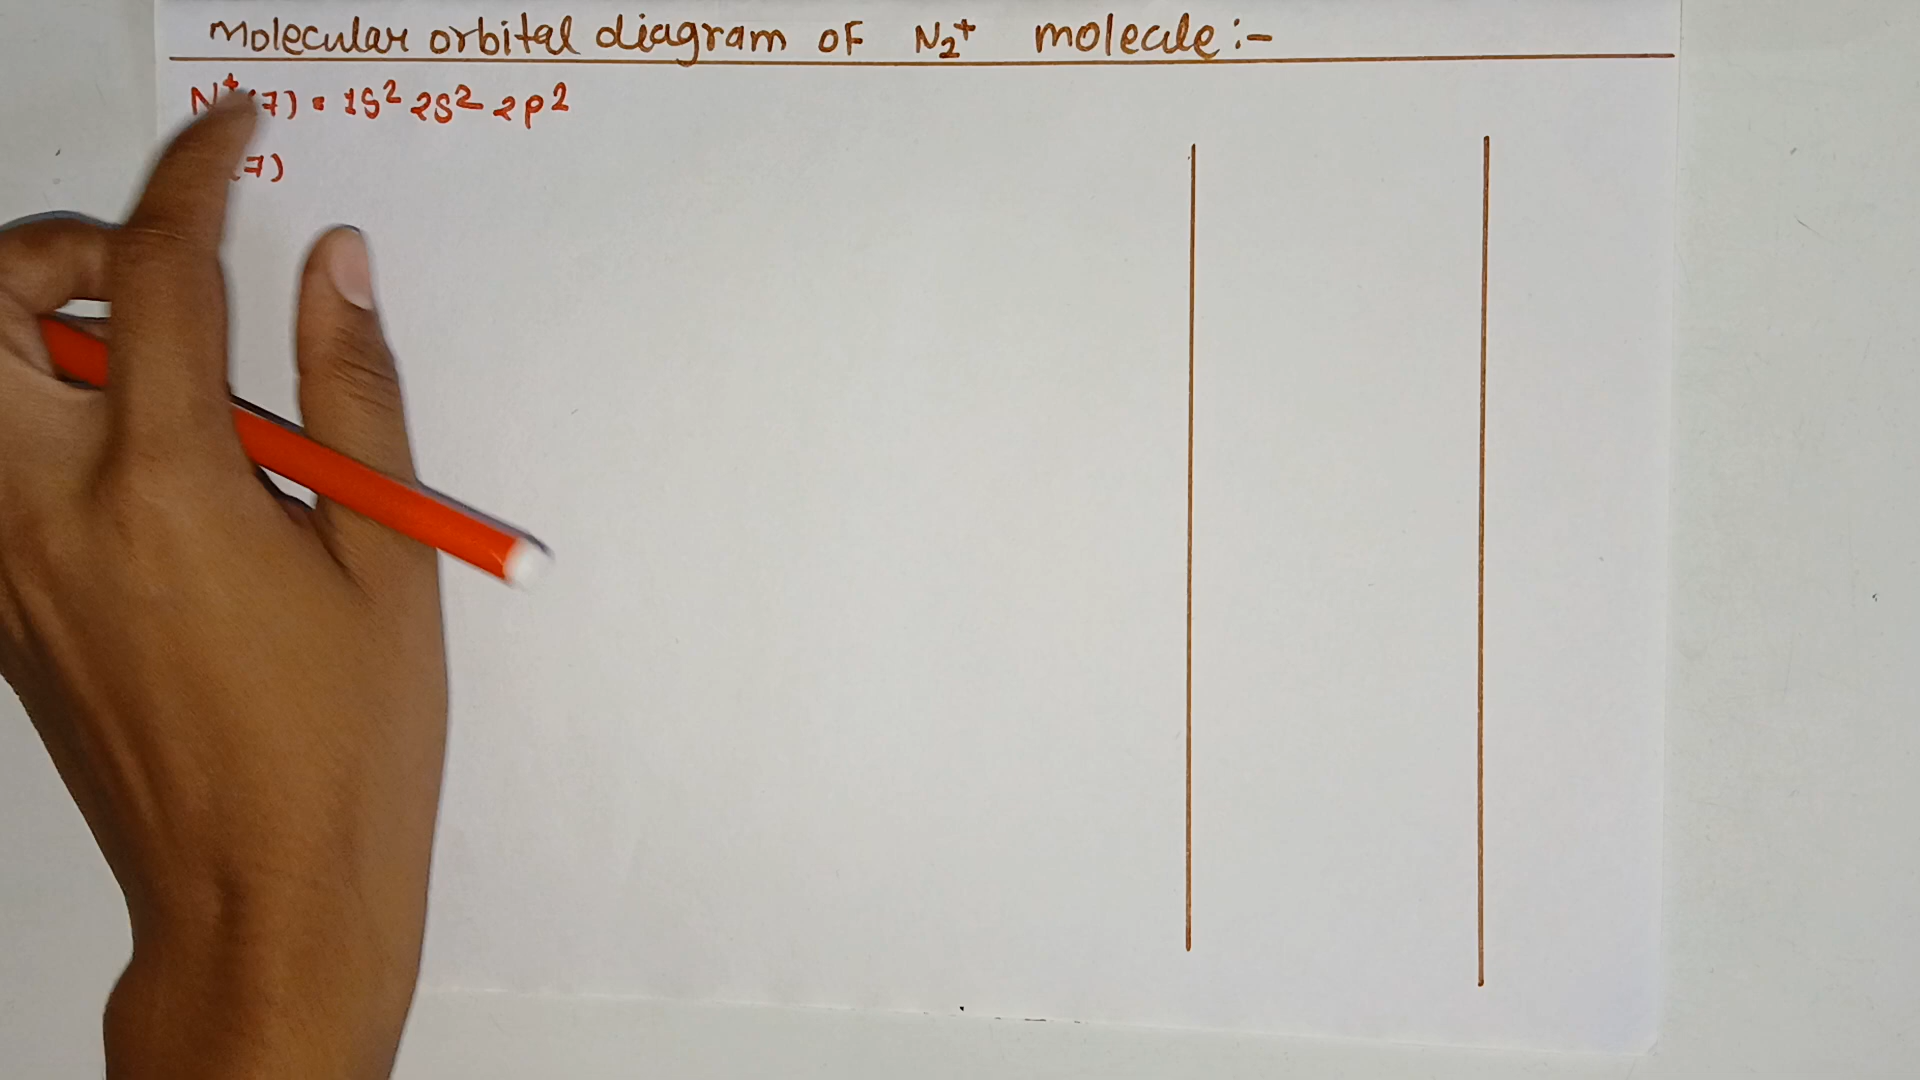 Molecular orbital diagram of N₂⁺ molecule:-
N⁺(7) = 1s² 2s² 2p²
(7)